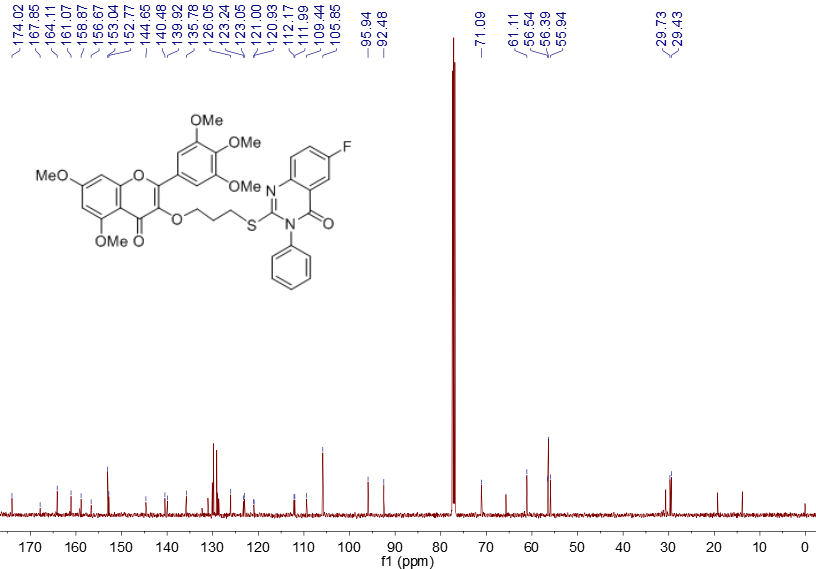 174.02
167.85
164.11
161.07
158.87
156.67
153.04
152.77
144.65
140.48
139.92
135.78
126.05
123.24
123.05
121.00
120.93
112.17
111.99
109.44
105.85
95.94
92.48
71.09
61.11
56.54
56.39
55.94
29.73
29.43
OMe
OMe
F
MeO
O
OMe
N
O
S
N
O
OMe
O
170 160 150 140 130 120 110 100 90 80 70 60 50 40 30 20 10 0
f1 (ppm)